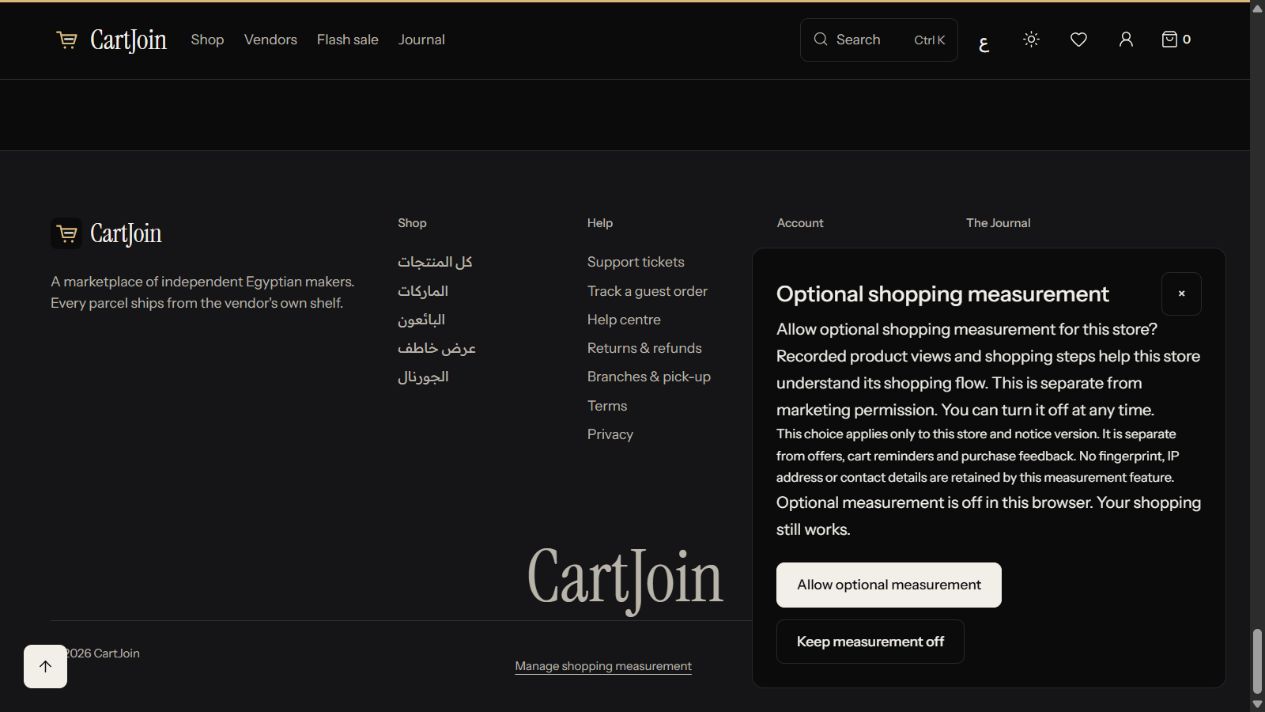 CartJoin
Shop
Vendors
Flash sale
Journal
Search
Ctrl K
ع
0
CartJoin
A marketplace of independent Egyptian makers.
Every parcel ships from the vendor's own shelf.
Shop
كل المنتجات
الماركات
البائعون
عرض خاطف
الجورنال
Help
Support tickets
Track a guest order
Help centre
Returns & refunds
Branches & pick-up
Terms
Privacy
Account
The Journal
Optional shopping measurement
×
Allow optional shopping measurement for this store?
Recorded product views and shopping steps help this store
understand its shopping flow. This is separate from
marketing permission. You can turn it off at any time.
This choice applies only to this store and notice version. It is separate
from offers, cart reminders and purchase feedback. No fingerprint, IP
address or contact details are retained by this measurement feature.
Optional measurement is off in this browser. Your shopping
still works.
Allow optional measurement
Keep measurement off
CartJoin
2026 CartJoin
Manage shopping measurement